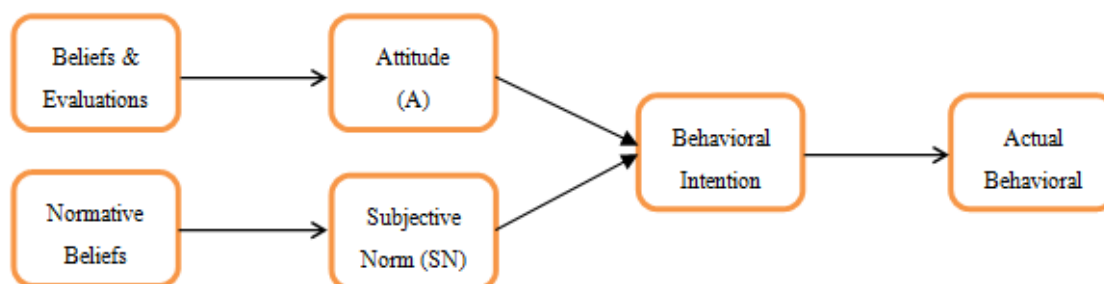 Beliefs &
Evaluations
Attitude
(A)
Behavioral
Intention
Actual
Behavioral
Normative
Beliefs
Subjective
Norm (SN)